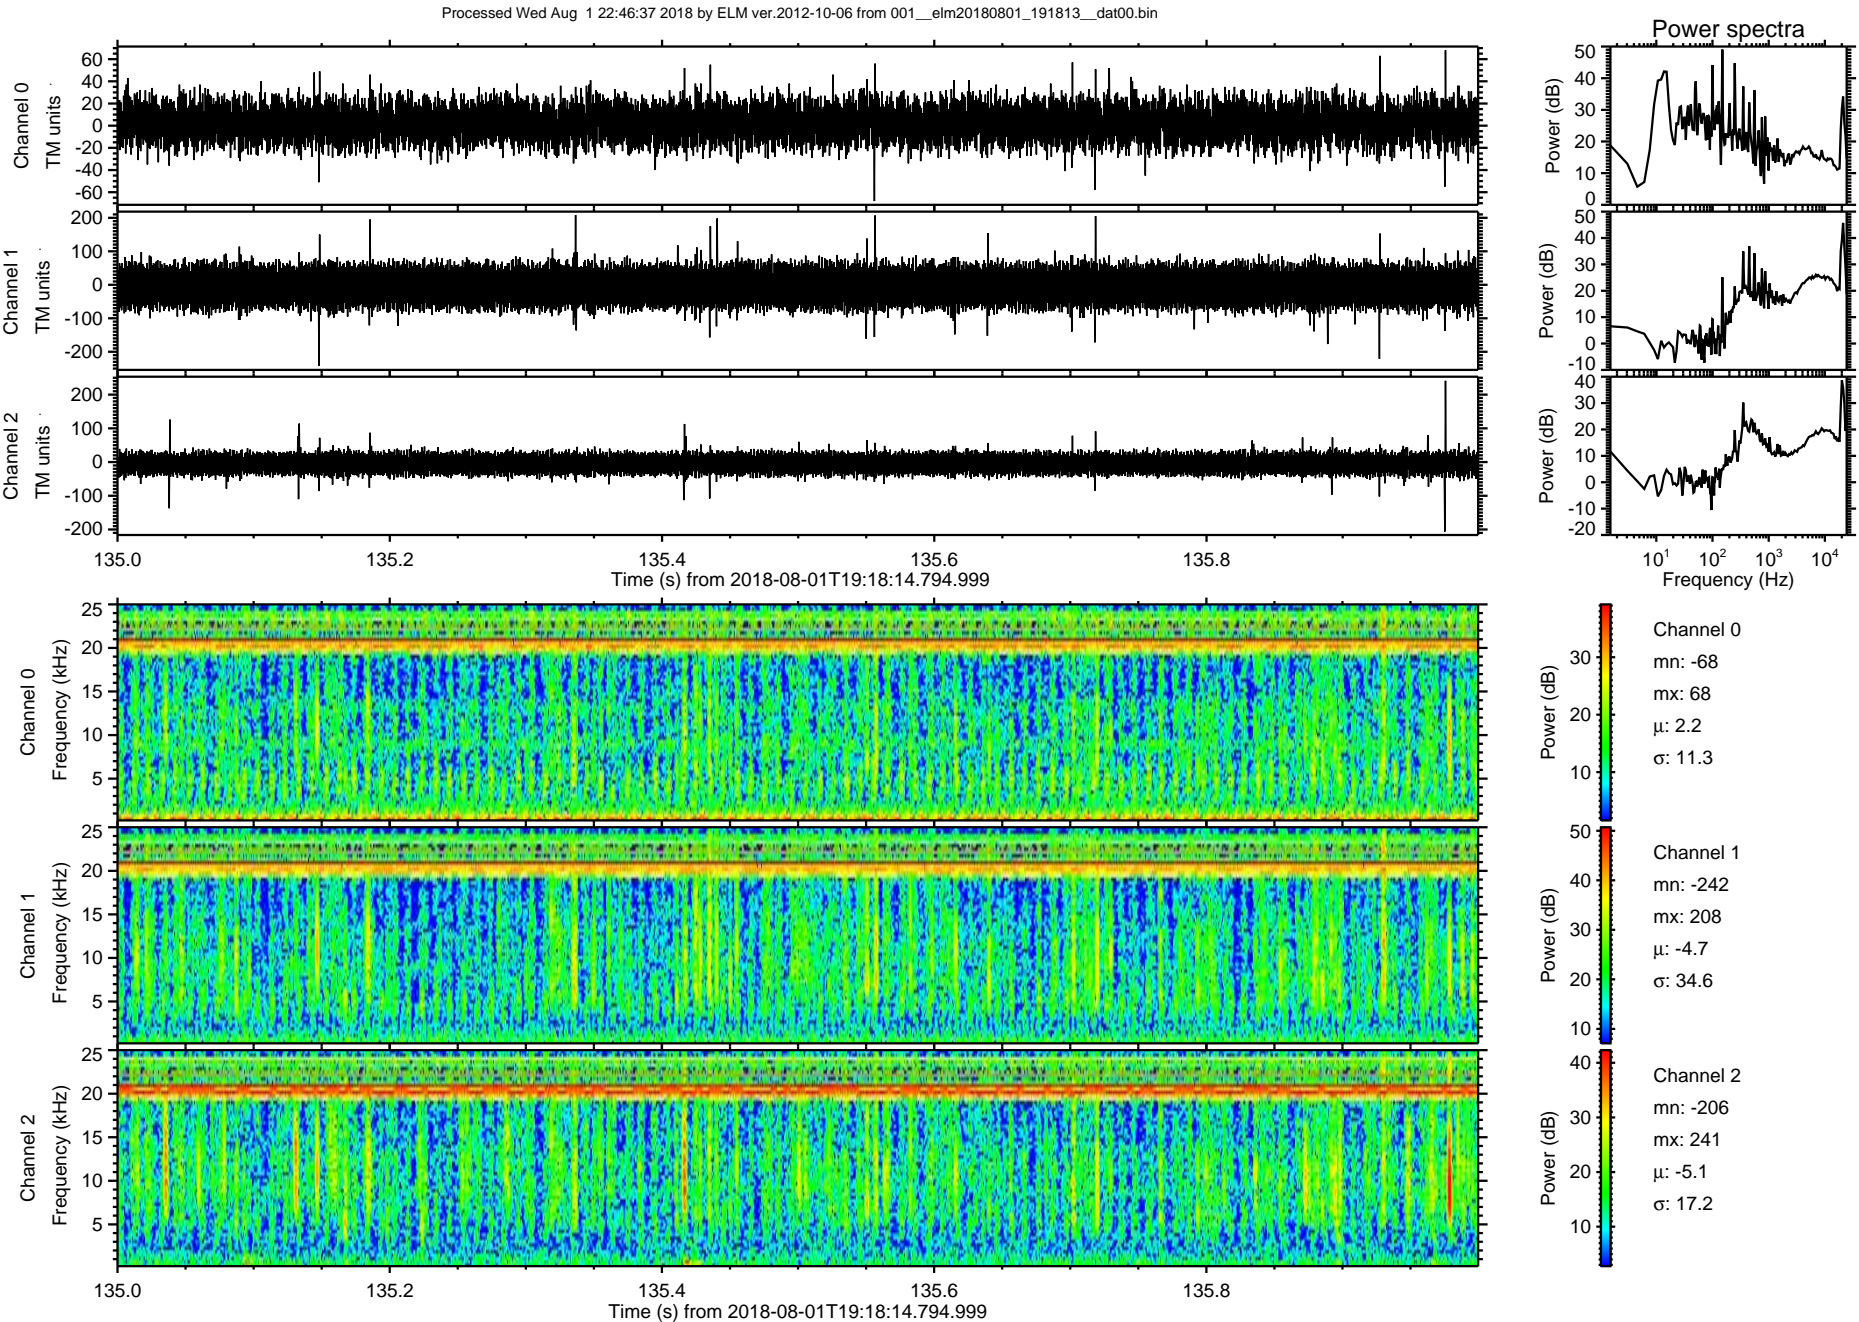 Processed Wed Aug  1 22:46:37 2018 by ELM ver.2012-10-06 from 001__elm20180801_191813__dat00.bin
Power spectra
Channel 0
TM units
60
40
20
0
-20
-40
-60
Power (dB)
50
40
30
20
10
0
Channel 1
TM units
200
100
0
-100
-200
Power (dB)
50
40
30
20
10
0
-10
Channel 2
TM units
200
100
0
-100
-200
Power (dB)
40
30
20
10
0
-10
-20
135.0 135.2 135.4 135.6 135.8
Time (s) from 2018-08-01T19:18:14.794.999
10¹ 10² 10³ 10⁴
Frequency (Hz)
Channel 0
Frequency (kHz)
25
20
15
10
5
Power (dB)
30
20
10
Channel 0
mn: -68
mx: 68
μ: 2.2
σ: 11.3
Channel 1
Frequency (kHz)
25
20
15
10
5
Power (dB)
50
40
30
20
10
Channel 1
mn: -242
mx: 208
μ: -4.7
σ: 34.6
Channel 2
Frequency (kHz)
25
20
15
10
5
Power (dB)
40
30
20
10
Channel 2
mn: -206
mx: 241
μ: -5.1
σ: 17.2
135.0 135.2 135.4 135.6 135.8
Time (s) from 2018-08-01T19:18:14.794.999